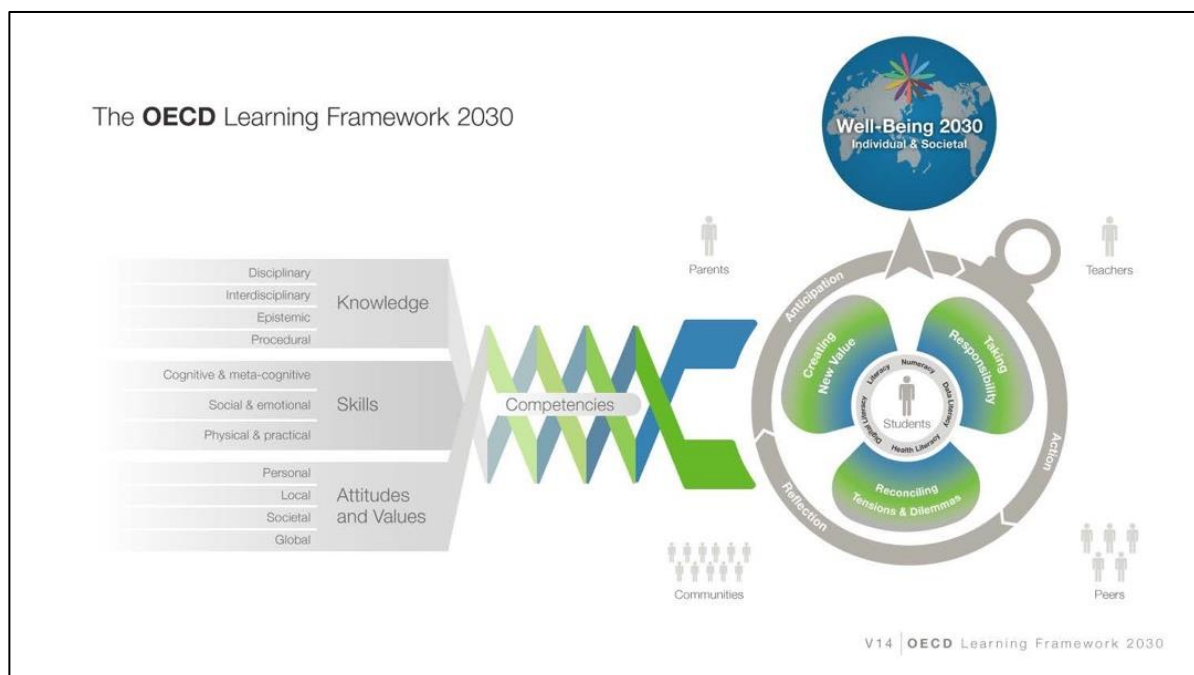 The OECD Learning Framework 2030
Disciplinary
Interdisciplinary
Epistemic
Procedural
Knowledge
Cognitive & meta-cognitive
Social & emotional
Physical & practical
Skills
Personal
Local
Societal
Global
Attitudes
and Values
Competencies
Well-Being 2030
Individual & Societal
Parents
Teachers
Anticipation
Action
Reflection
Creating
New Value
Taking
Responsibility
Reconciling
Tensions & Dilemmas
Literacy
Numeracy
Data Literacy
Health Literacy
Digital Literacy
Students
Communities
Peers
V14 | OECD Learning Framework 2030